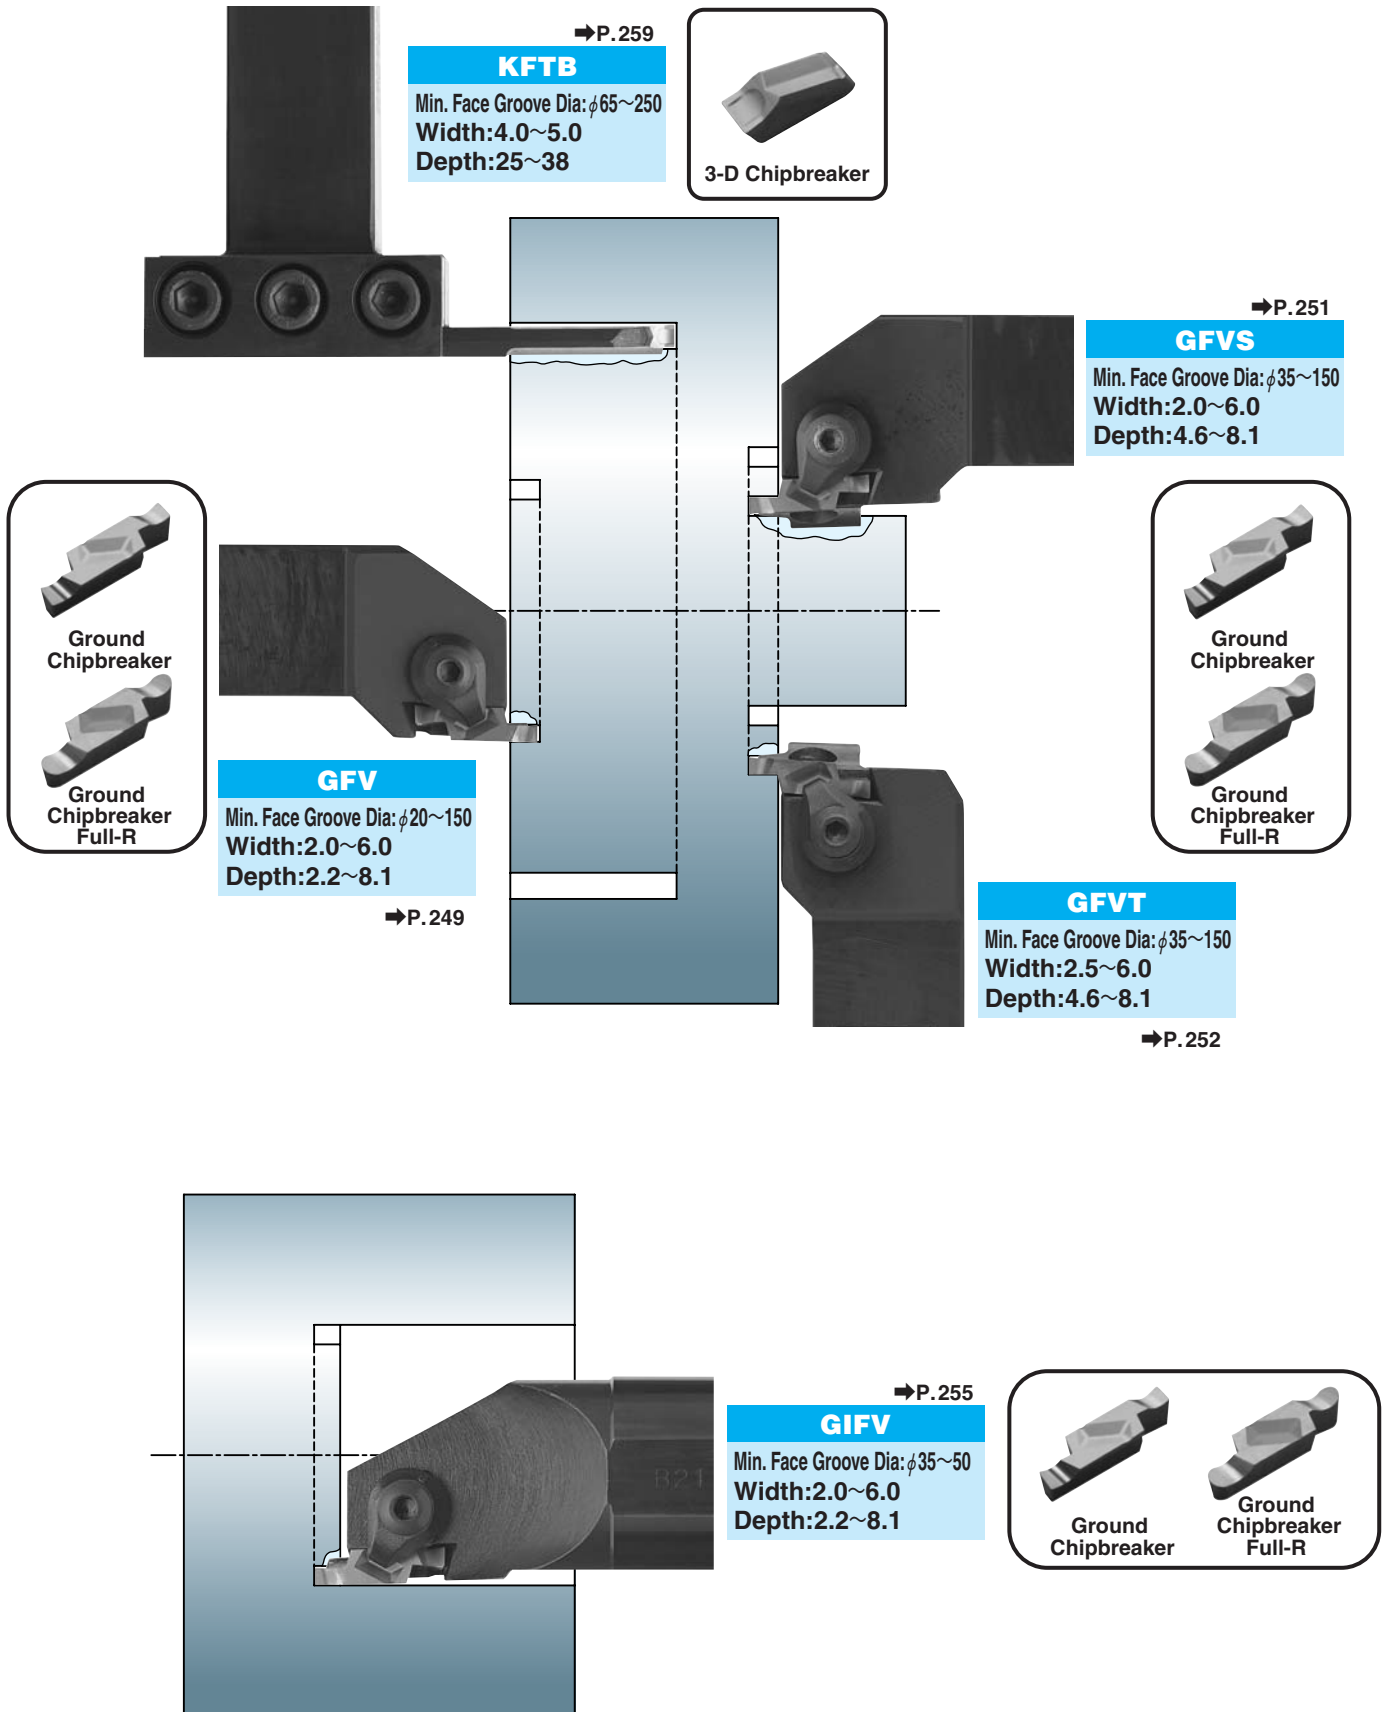 ➡P.259
KFTB
Min. Face Groove Dia:φ65～250
Width:4.0～5.0
Depth:25～38
3-D Chipbreaker
➡P.251
GFVS
Min. Face Groove Dia:φ35～150
Width:2.0～6.0
Depth:4.6～8.1
Ground
Chipbreaker
Ground
Chipbreaker
Full-R
GFV
Min. Face Groove Dia:φ20～150
Width:2.0～6.0
Depth:2.2～8.1
➡P.249
Ground
Chipbreaker
Ground
Chipbreaker
Full-R
GFVT
Min. Face Groove Dia:φ35～150
Width:2.5～6.0
Depth:4.6～8.1
➡P.252
➡P.255
GIFV
Min. Face Groove Dia:φ35～50
Width:2.0～6.0
Depth:2.2～8.1
B21
Ground
Chipbreaker
Ground
Chipbreaker
Full-R